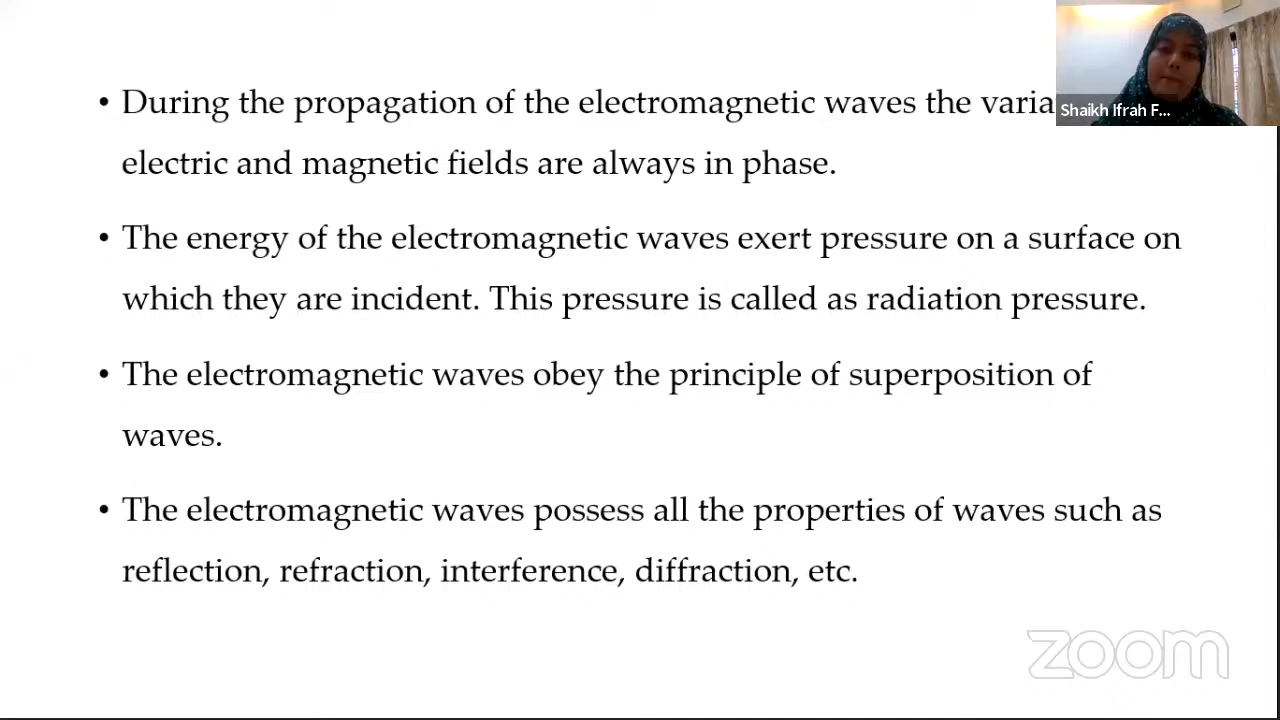 • During the propagation of the electromagnetic waves the
Shaikh Ifrah F...
electric and magnetic fields are always in phase.
• The energy of the electromagnetic waves exert pressure on a surface on
which they are incident. This pressure is called as radiation pressure.
• The electromagnetic waves obey the principle of superposition of
waves.
• The electromagnetic waves possess all the properties of waves such as
reflection, refraction, interference, diffraction, etc.
zoom